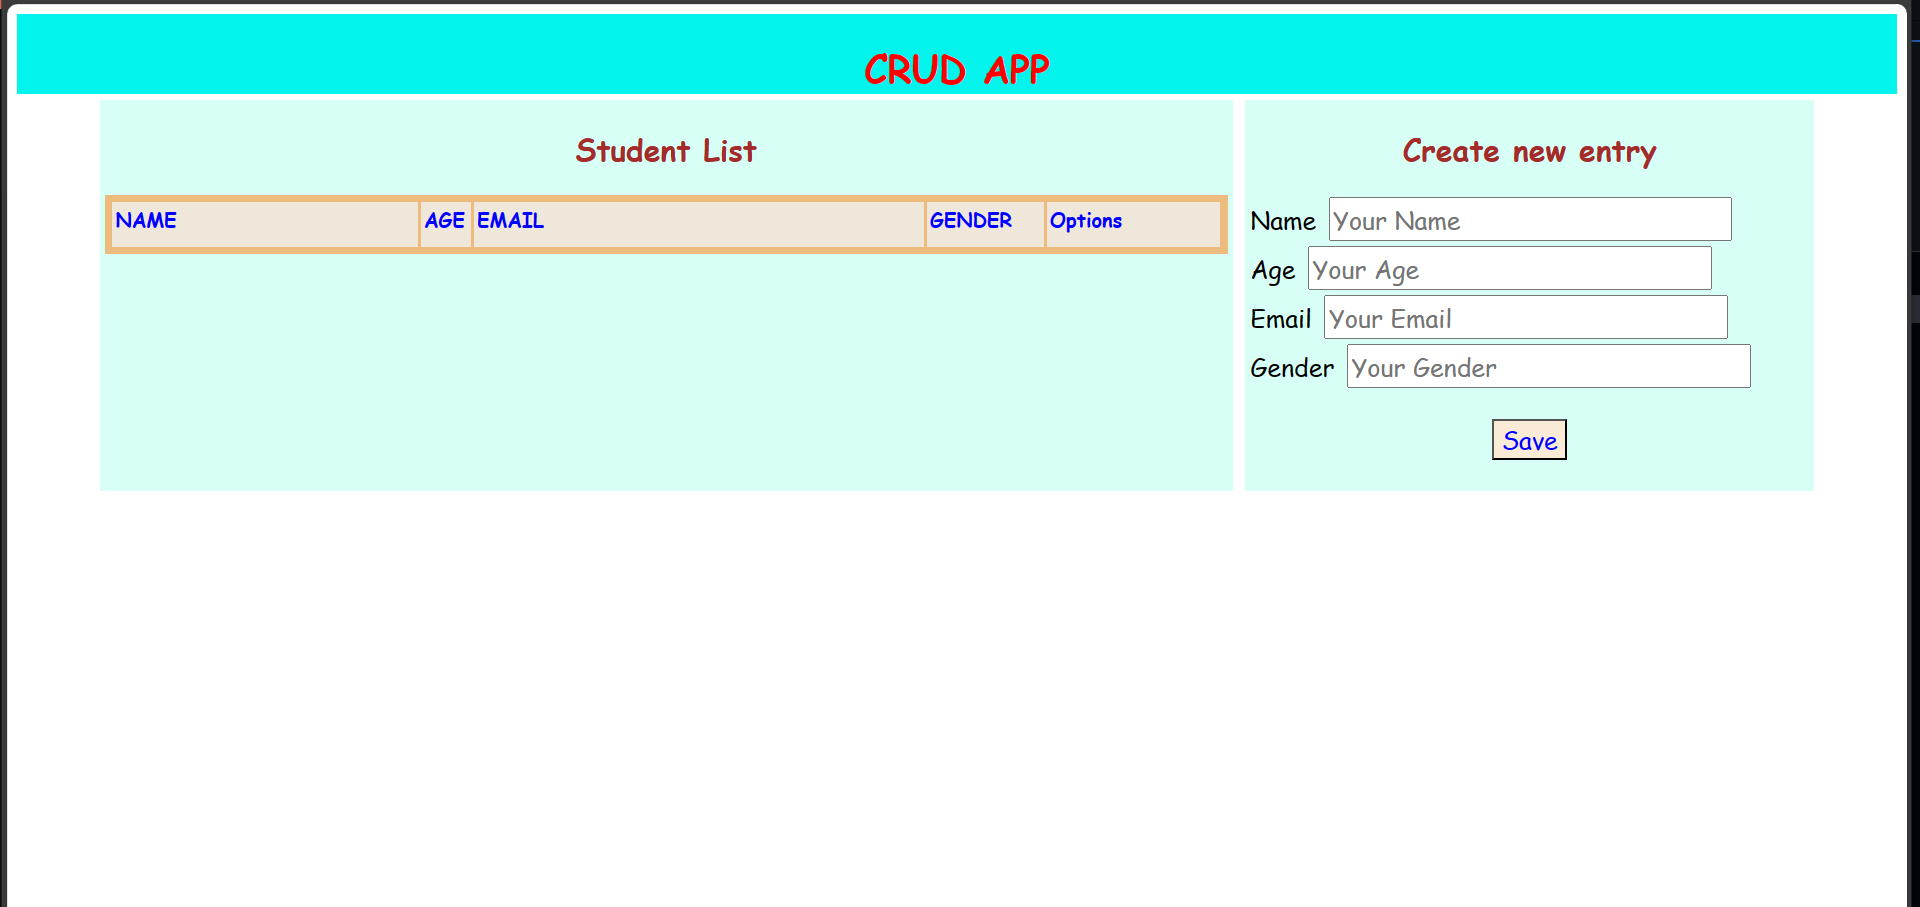 CRUD APP
Student List
NAME AGE EMAIL GENDER Options
Create new entry
Name Your Name
Age Your Age
Email Your Email
Gender Your Gender
Save